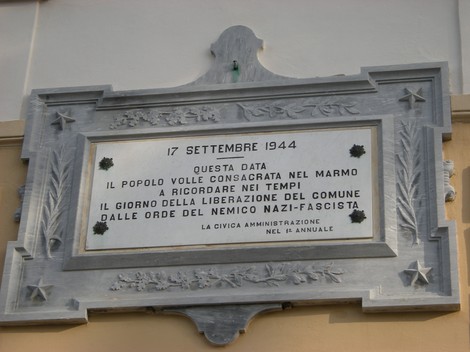 17 SETTEMBRE 1944
QUESTA DATA
IL POPOLO VOLLE CONSACRATA NEL MARMO
A RICORDARE NEI TEMPI
IL GIORNO DELLA LIBERAZIONE DEL COMUNE
DALLE ORDE DEL NEMICO NAZI-FASCISTA
LA CIVICA AMMINISTRAZIONE
NEL 1º ANNUALE